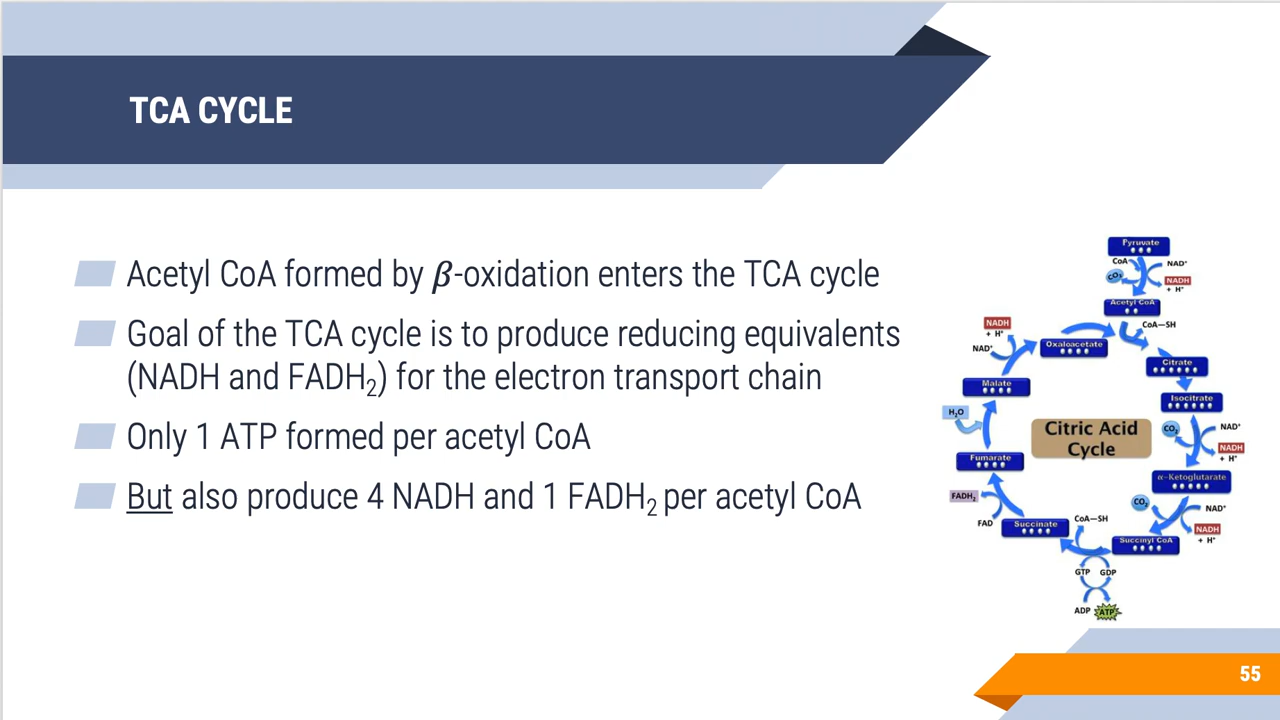 TCA CYCLE
Acetyl CoA formed by β-oxidation enters the TCA cycle
Goal of the TCA cycle is to produce reducing equivalents
(NADH and FADH₂) for the electron transport chain
Only 1 ATP formed per acetyl CoA
But also produce 4 NADH and 1 FADH₂ per acetyl CoA
Pyruvate
CoA
NAD⁺
CO₂
NADH
+ H⁺
Acetyl CoA
CoA—SH
NADH
+ H⁺
NAD⁺
Oxaloacetate
Citrate
Malate
Isocitrate
H₂O
Citric Acid
Cycle
CO₂
NAD⁺
NADH
+ H⁺
Fumarate
α-Ketoglutarate
FADH₂
FAD
CO₂
NAD⁺
NADH
+ H⁺
Succinate
CoA—SH
Succinyl CoA
GTP
GDP
ADP
ATP
55